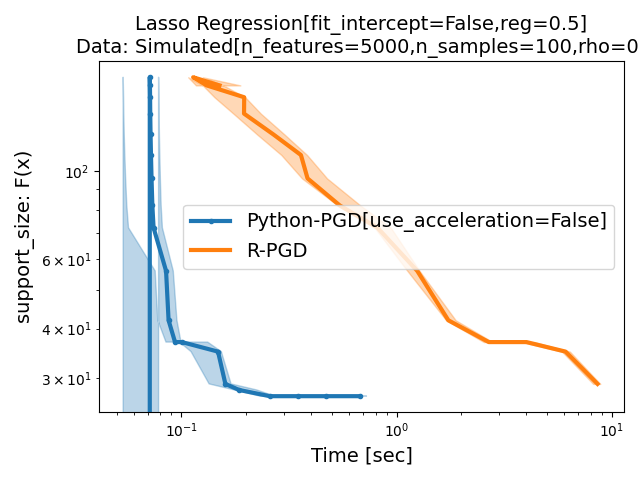 Lasso Regression[fit_intercept=False,reg=0.5]
Data: Simulated[n_features=5000,n_samples=100,rho=0
support_size: F(x)
10²
6 × 10¹
4 × 10¹
3 × 10¹
Python-PGD[use_acceleration=False]
R-PGD
10⁻¹
10⁰
10¹
Time [sec]